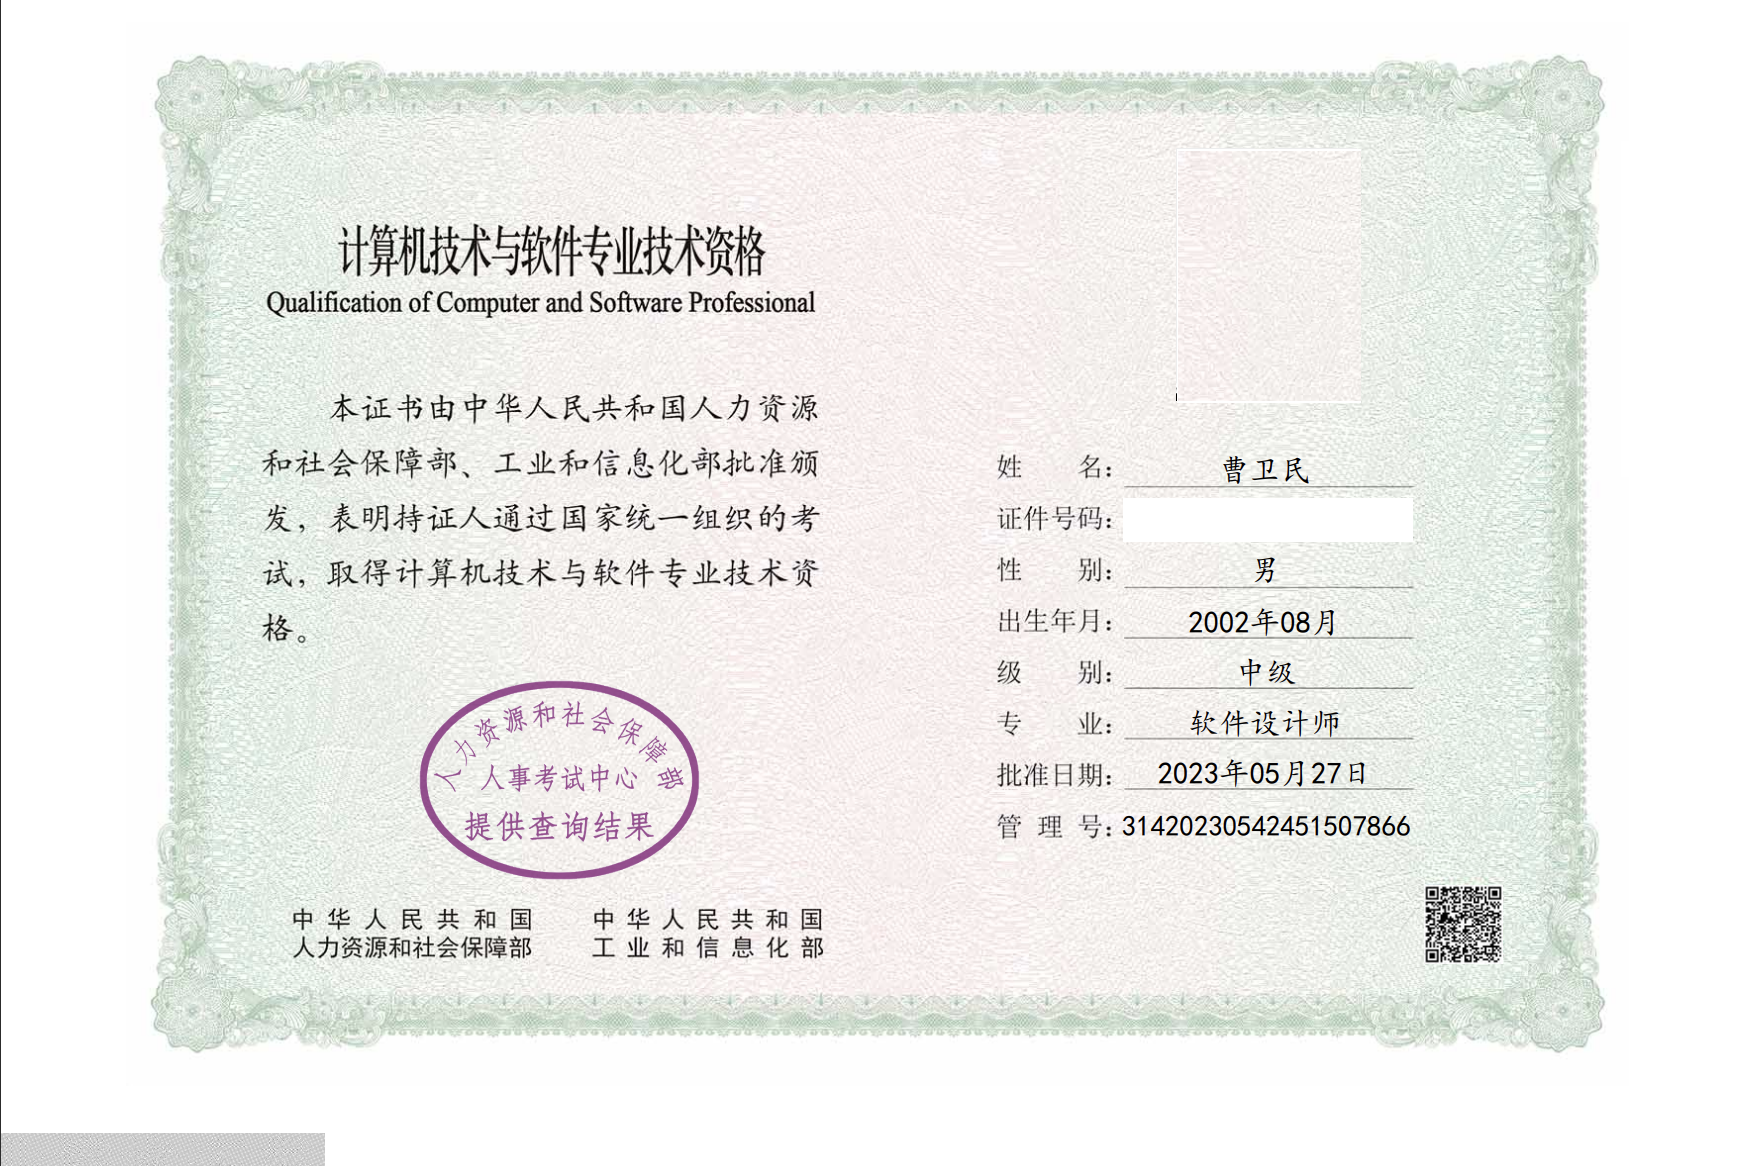 计算机技术与软件专业技术资格
Qualification of Computer and Software Professional
本证书由中华人民共和国人力资源
和社会保障部、工业和信息化部批准颁
发，表明持证人通过国家统一组织的考
试，取得计算机技术与软件专业技术资
格。
人力资源和社会保障部
人事考试中心
提供查询结果
中华人民共和国
人力资源和社会保障部
中华人民共和国
工业和信息化部
姓名：曹卫民
证件号码：
性别：男
出生年月：2002年08月
级别：中级
专业：软件设计师
批准日期：2023年05月27日
管理号：31420230542451507866